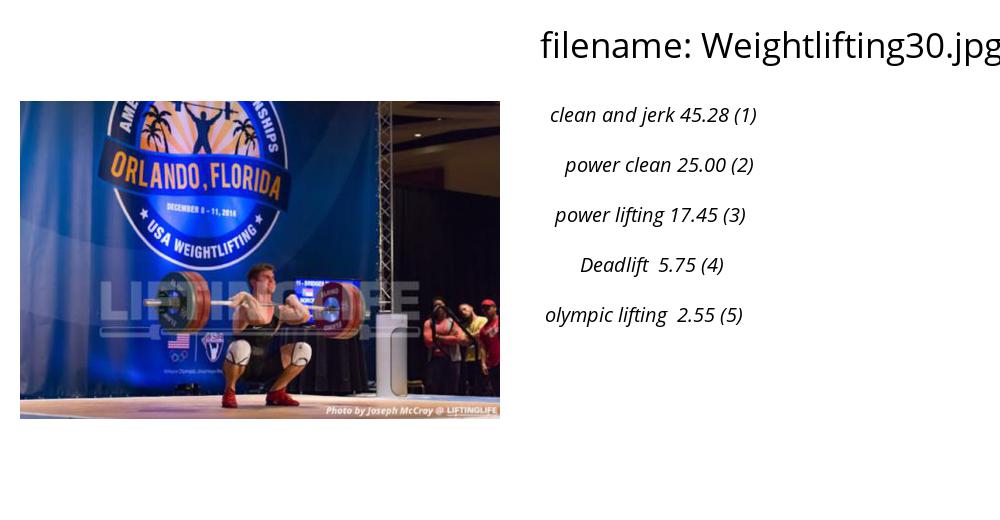 filename: Weightlifting30.jpg
clean and jerk 45.28 (1)
power clean 25.00 (2)
power lifting 17.45 (3)
Deadlift 5.75 (4)
olympic lifting 2.55 (5)
ORLANDO, FLORIDA
DECEMBER 8 - 11, 2016
USA WEIGHTLIFTING
LIFTINGLIFE
Photo by Joseph McCray @ LIFTINGLIFE